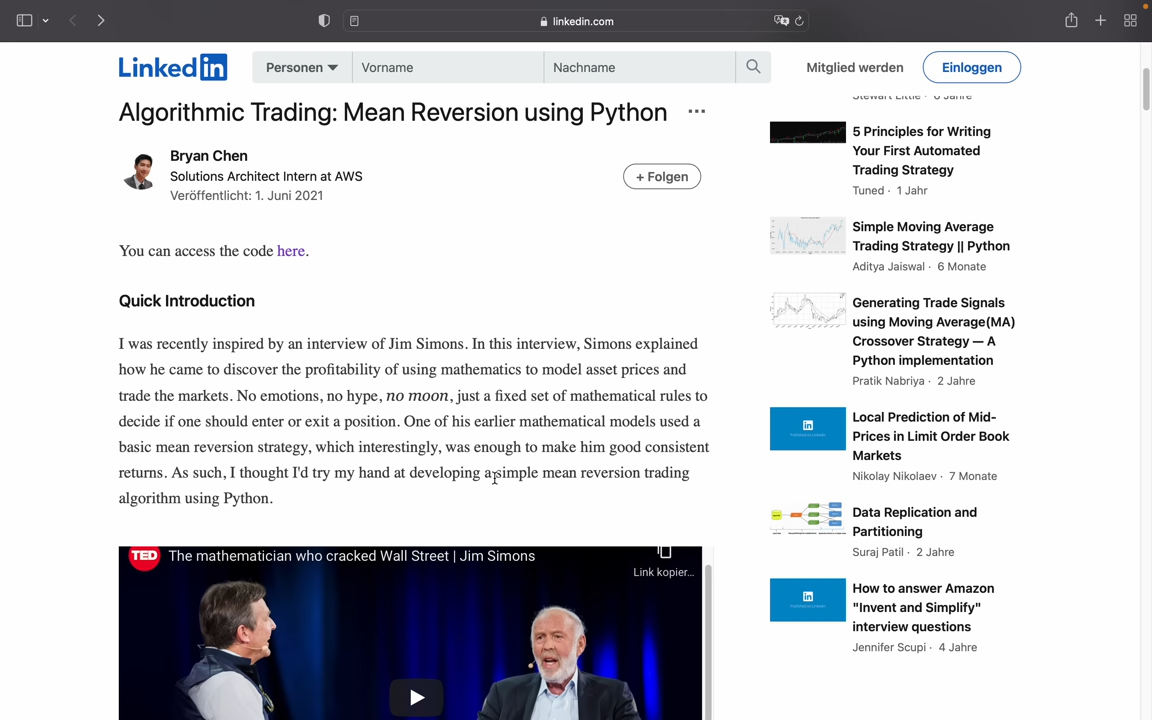 linkedin.com
Linked in
Personen
Vorname
Nachname
Mitglied werden
Einloggen
Algorithmic Trading: Mean Reversion using Python
Bryan Chen
Solutions Architect Intern at AWS
Veröffentlicht: 1. Juni 2021
+ Folgen
You can access the code here.
Quick Introduction
I was recently inspired by an interview of Jim Simons. In this interview, Simons explained
how he came to discover the profitability of using mathematics to model asset prices and
trade the markets. No emotions, no hype, no moon, just a fixed set of mathematical rules to
decide if one should enter or exit a position. One of his earlier mathematical models used a
basic mean reversion strategy, which interestingly, was enough to make him good consistent
returns. As such, I thought I'd try my hand at developing a simple mean reversion trading
algorithm using Python.
TED
The mathematician who cracked Wall Street | Jim Simons
Link kopier...
Stewart Little · 6 Jahre
5 Principles for Writing
Your First Automated
Trading Strategy
Tuned · 1 Jahr
Simple Moving Average
Trading Strategy || Python
Aditya Jaiswal · 6 Monate
Generating Trade Signals
using Moving Average(MA)
Crossover Strategy — A
Python implementation
Pratik Nabriya · 2 Jahre
Local Prediction of Mid-
Prices in Limit Order Book
Markets
Nikolay Nikolaev · 7 Monate
Data Replication and
Partitioning
Suraj Patil · 2 Jahre
How to answer Amazon
"Invent and Simplify"
interview questions
Jennifer Scupi · 4 Jahre